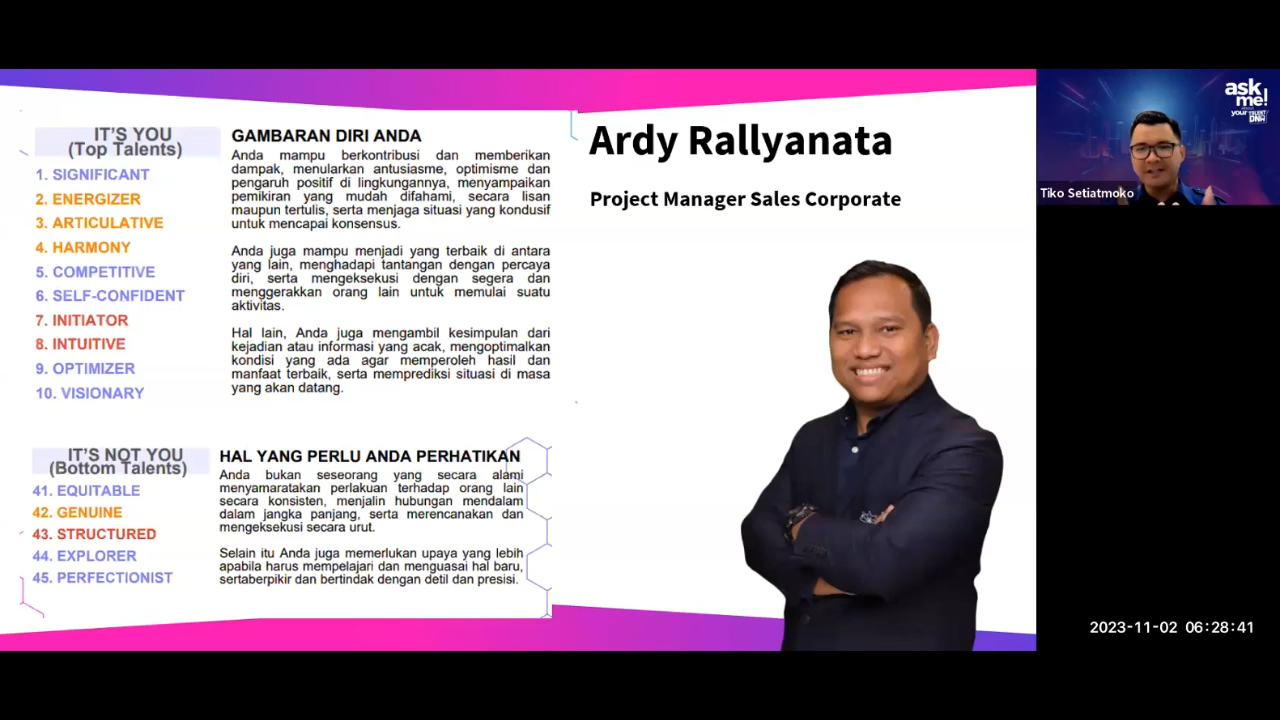 IT'S YOU
(Top Talents)
1. SIGNIFICANT
2. ENERGIZER
3. ARTICULATIVE
4. HARMONY
5. COMPETITIVE
6. SELF-CONFIDENT
7. INITIATOR
8. INTUITIVE
9. OPTIMIZER
10. VISIONARY
GAMBARAN DIRI ANDA
Anda mampu berkontribusi dan memberikan
dampak, menularkan antusiasme, optimisme dan
pengaruh positif di lingkungannya, menyampaikan
pemikiran yang mudah difahami, secara lisan
maupun tertulis, serta menjaga situasi yang kondusif
untuk mencapai konsensus.
Anda juga mampu menjadi yang terbaik di antara
yang lain, menghadapi tantangan dengan percaya
diri, serta mengeksekusi dengan segera dan
menggerakkan orang lain untuk memulai suatu
aktivitas.
Hal lain, Anda juga mengambil kesimpulan dari
kejadian atau informasi yang acak, mengoptimalkan
kondisi yang ada agar memperoleh hasil dan
manfaat terbaik, serta memprediksi situasi di masa
yang akan datang.
IT'S NOT YOU
(Bottom Talents)
41. EQUITABLE
42. GENUINE
43. STRUCTURED
44. EXPLORER
45. PERFECTIONIST
HAL YANG PERLU ANDA PERHATIKAN
Anda bukan seseorang yang secara alami
menyamaratakan perlakuan terhadap orang lain
secara konsisten, menjalin hubungan mendalam
dalam jangka panjang, serta merencanakan dan
mengeksekusi secara urut.
Selain itu Anda juga memerlukan upaya yang lebih
apabila harus mempelajari dan menguasai hal baru,
sertaberpikir dan bertindak dengan detil dan presisi.
Ardy Rallyanata
Project Manager Sales Corporate
ask
me!
your TALENT
DNA
Tiko Setiatmoko
2023-11-02 06:28:41